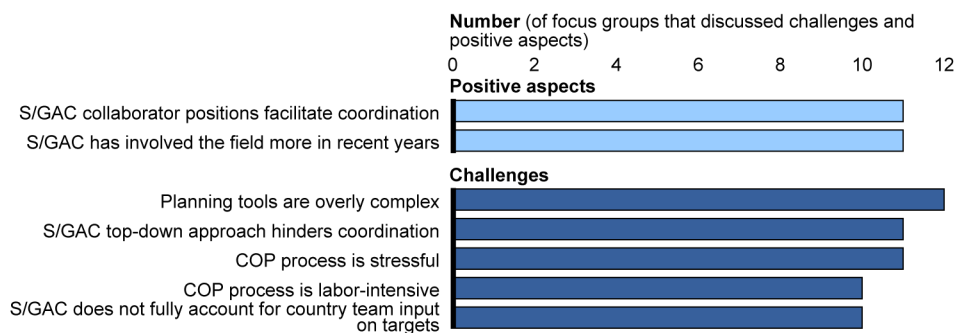 Number (of focus groups that discussed challenges and
positive aspects)
0 2 4 6 8 10 12
Positive aspects
S/GAC collaborator positions facilitate coordination
S/GAC has involved the field more in recent years
Challenges
Planning tools are overly complex
S/GAC top-down approach hinders coordination
COP process is stressful
COP process is labor-intensive
S/GAC does not fully account for country team input
on targets